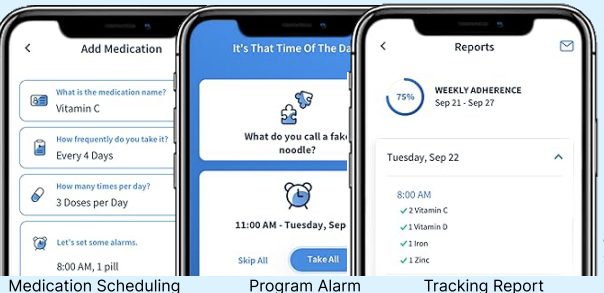 Add Medication
What is the medication name?
Vitamin C
How frequently do you take it?
Every 4 Days
How many times per day?
3 Doses per Day
Let's set some alarms.
8:00 AM, 1 pill
It's That Time Of The Da
What do you call a fake
noodle?
11:00 AM - Tuesday, Sep
Skip All
Take All
Reports
75%
WEEKLY ADHERENCE
Sep 21 - Sep 27
Tuesday, Sep 22
8:00 AM
2 Vitamin C
1 Vitamin D
1 Iron
1 Zinc
Medication Scheduling
Program Alarm
Tracking Report